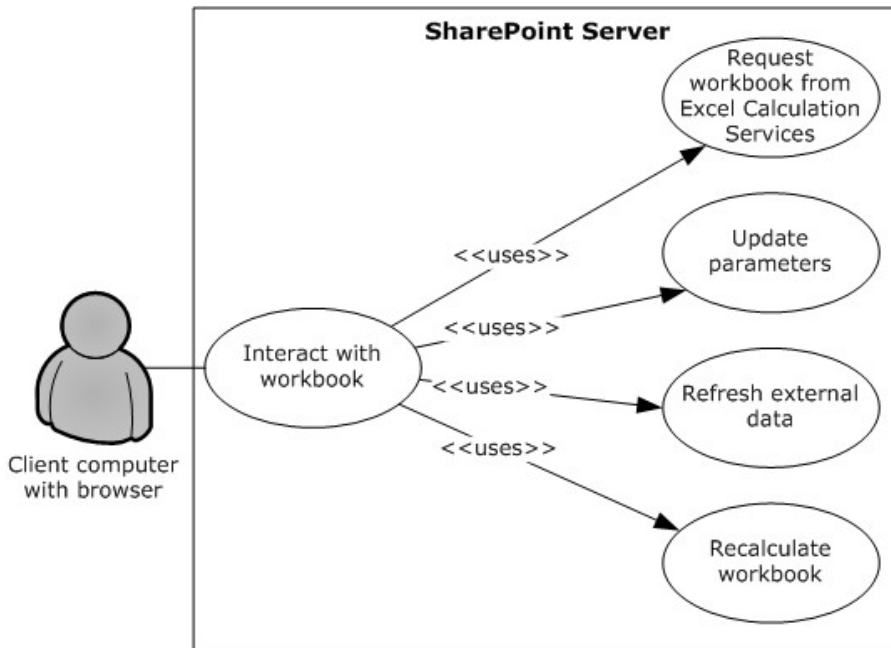 SharePoint Server
Request
workbook from
Excel Calculation
Services
<<uses>>
Update
parameters
<<uses>>
Interact with
workbook
<<uses>>
Refresh external
data
<<uses>>
Client computer
with browser
Recalculate
workbook